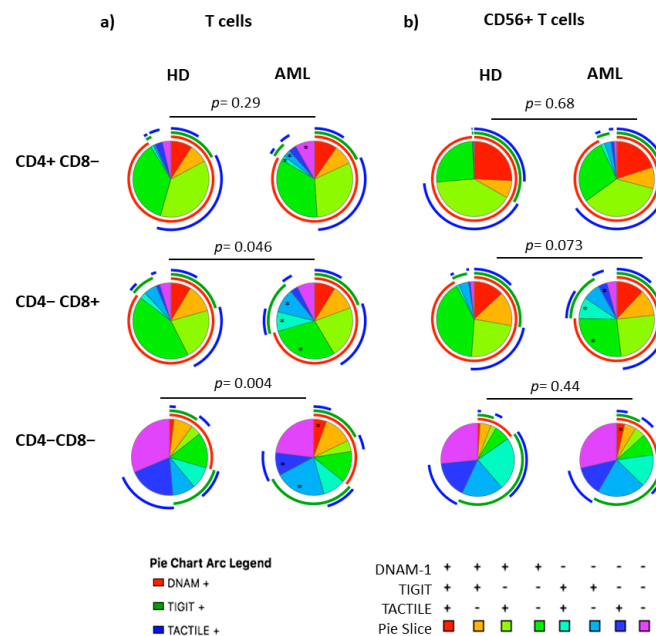 a) T cells b) CD56+ T cells
HD AML HD AML
p= 0.29 p= 0.68
CD4+ CD8−
* * *
p= 0.046 p= 0.073
CD4− CD8+
* * * * * *
p= 0.004 p= 0.44
CD4−CD8−
* * * *
Pie Chart Arc Legend
DNAM +
TIGIT +
TACTILE +
DNAM-1 + + + + - - - -
TIGIT + + - - + + - -
TACTILE + - + - + - + -
Pie Slice